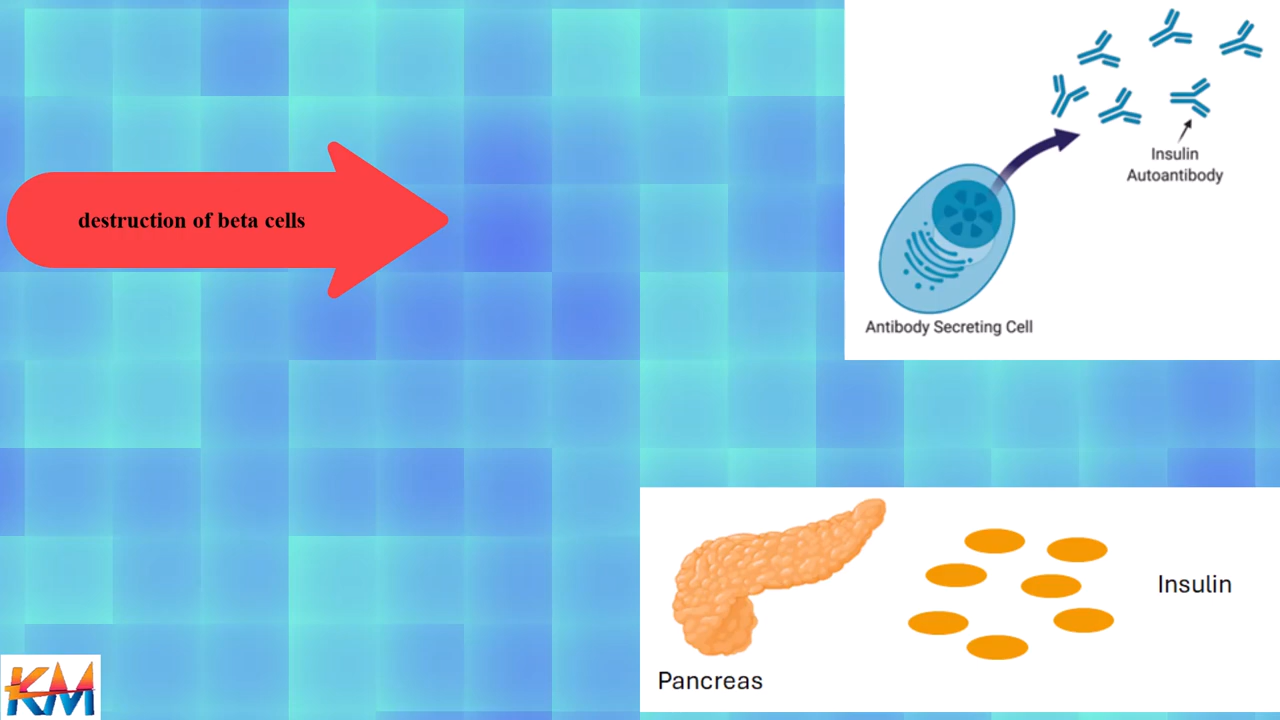 destruction of beta cells
Insulin
Autoantibody
Antibody Secreting Cell
Insulin
Pancreas
KM